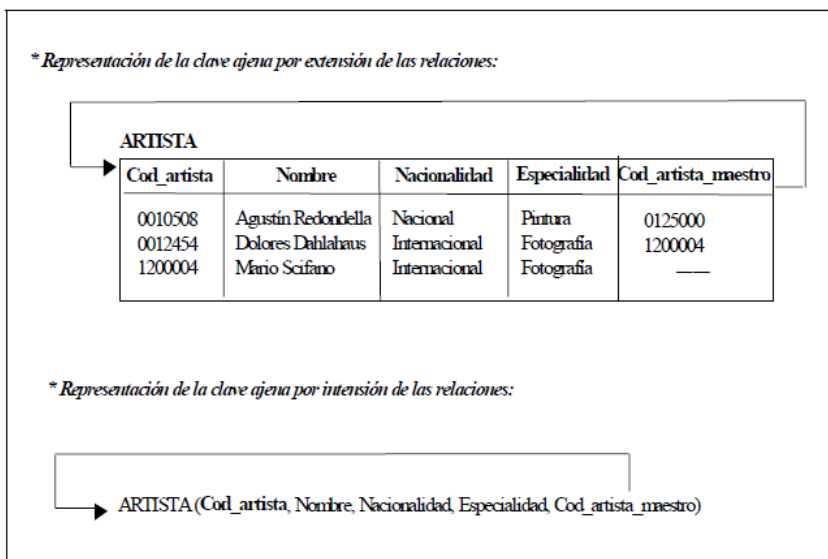 * Representación de la clave ajena por extensión de las relaciones:
ARTISTA
Cod_artista Nombre Nacionalidad Especialidad Cod_artista_maestro
0010508 Agustín Redondella Nacional Pintura 0125000
0012454 Dolores Dahlahaus Internacional Fotografía 1200004
1200004 Mario Scifano Internacional Fotografía ——
* Representación de la clave ajena por intensión de las relaciones:
ARTISTA (Cod_artista, Nombre, Nacionalidad, Especialidad, Cod_artista_maestro)